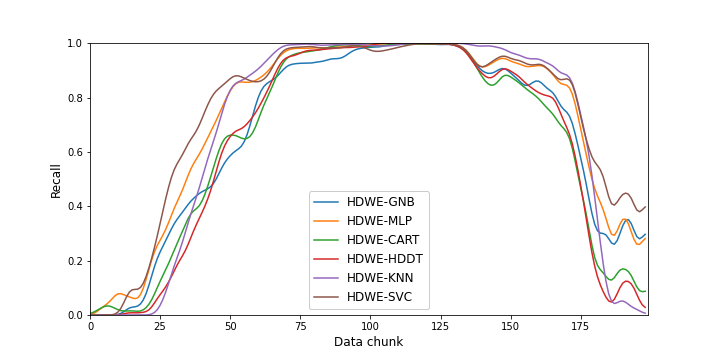 1.0
0.8
0.6
0.4
0.2
0.0
Recall
HDWE-GNB
HDWE-MLP
HDWE-CART
HDWE-HDDT
HDWE-KNN
HDWE-SVC
0 25 50 75 100 125 150 175
Data chunk